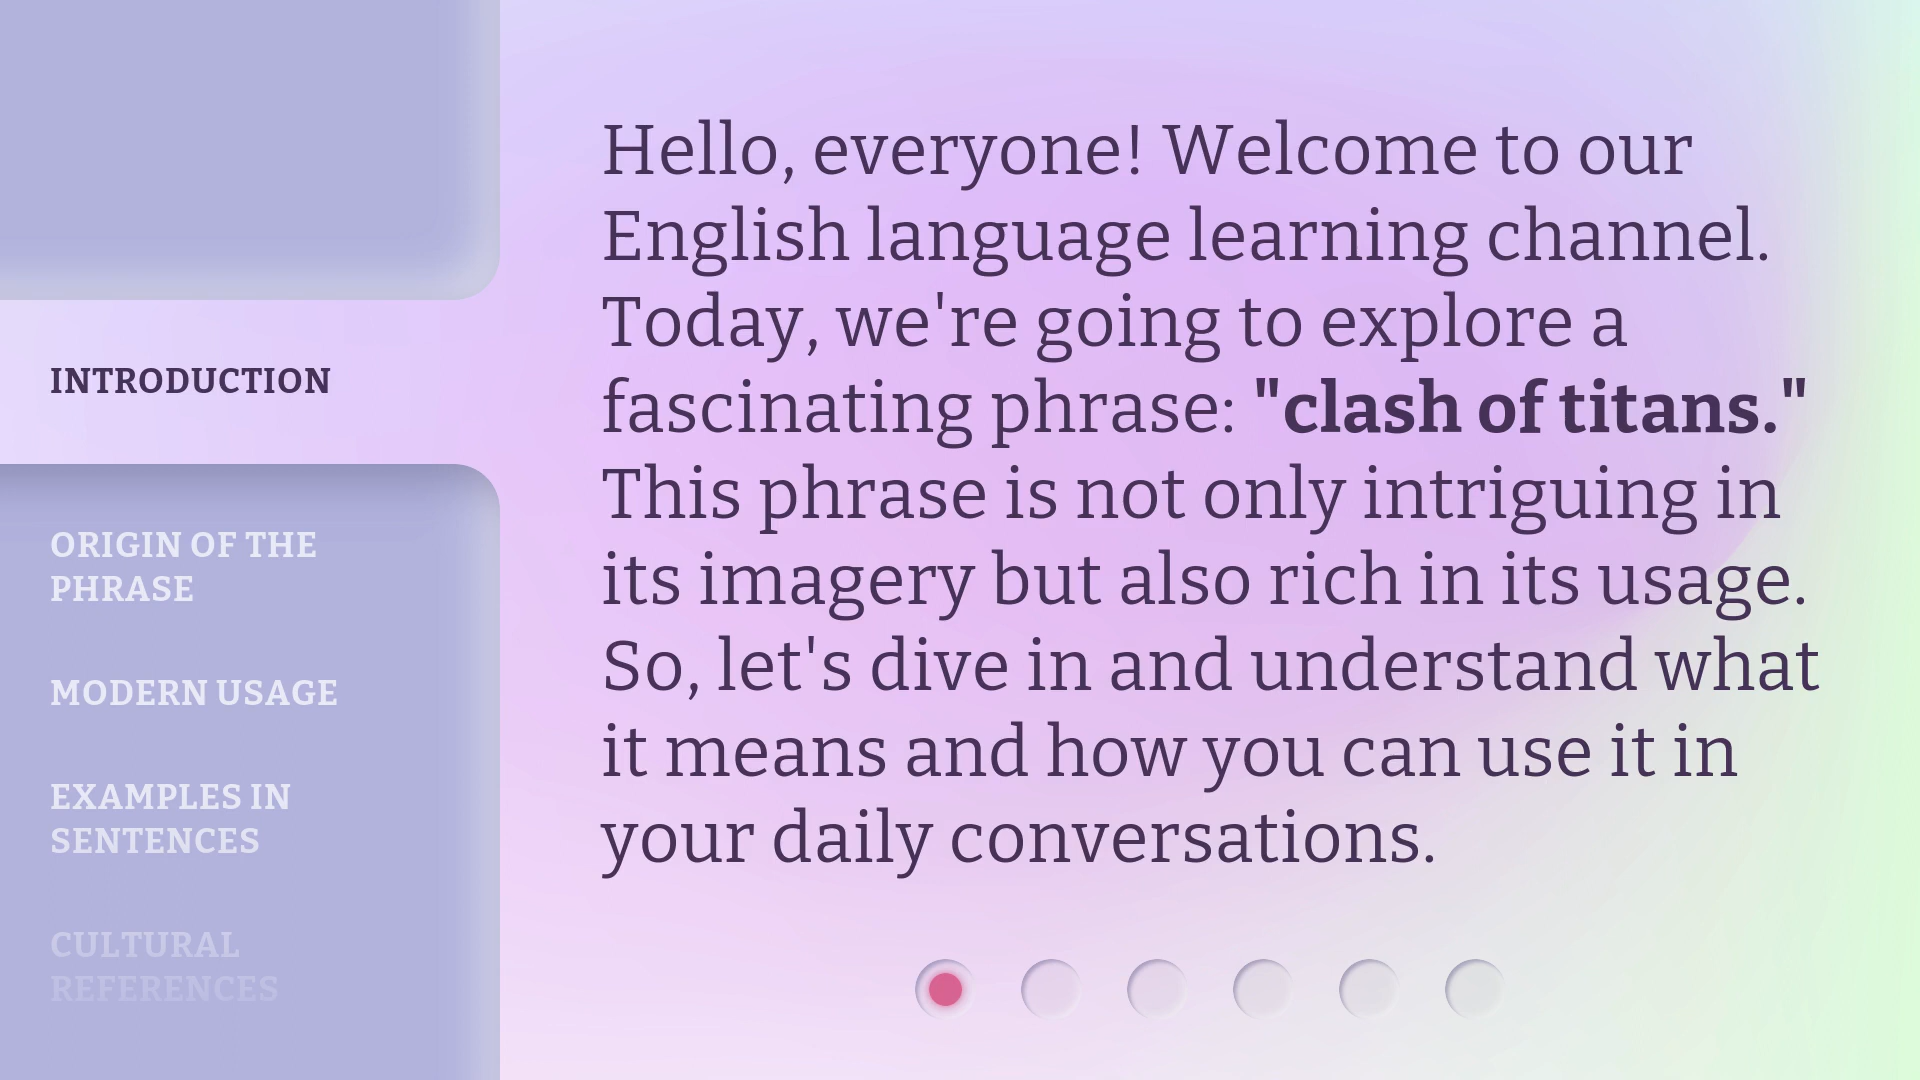 INTRODUCTION
ORIGIN OF THE
PHRASE
MODERN USAGE
EXAMPLES IN
SENTENCES
CULTURAL
REFERENCES
Hello, everyone! Welcome to our
English language learning channel.
Today, we're going to explore a
fascinating phrase: "clash of titans."
This phrase is not only intriguing in
its imagery but also rich in its usage.
So, let's dive in and understand what
it means and how you can use it in
your daily conversations.